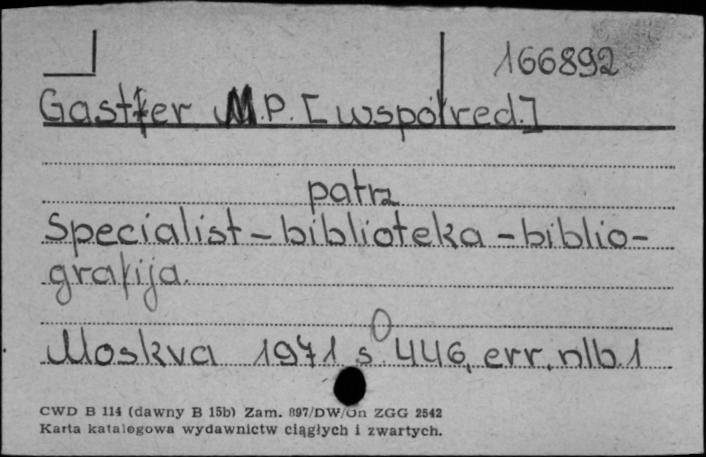 166892
Gastfer M.P. [współred.]
patrz
Specialist-biblioteka-biblio-
grafija.
Moskva 1971 s. 446, err. nlb. 1
CWD B 114 (dawny B 15b) Zam. 897/DW/Dn ZGG 2542
Karta katalogowa wydawnictw ciągłych i zwartych.